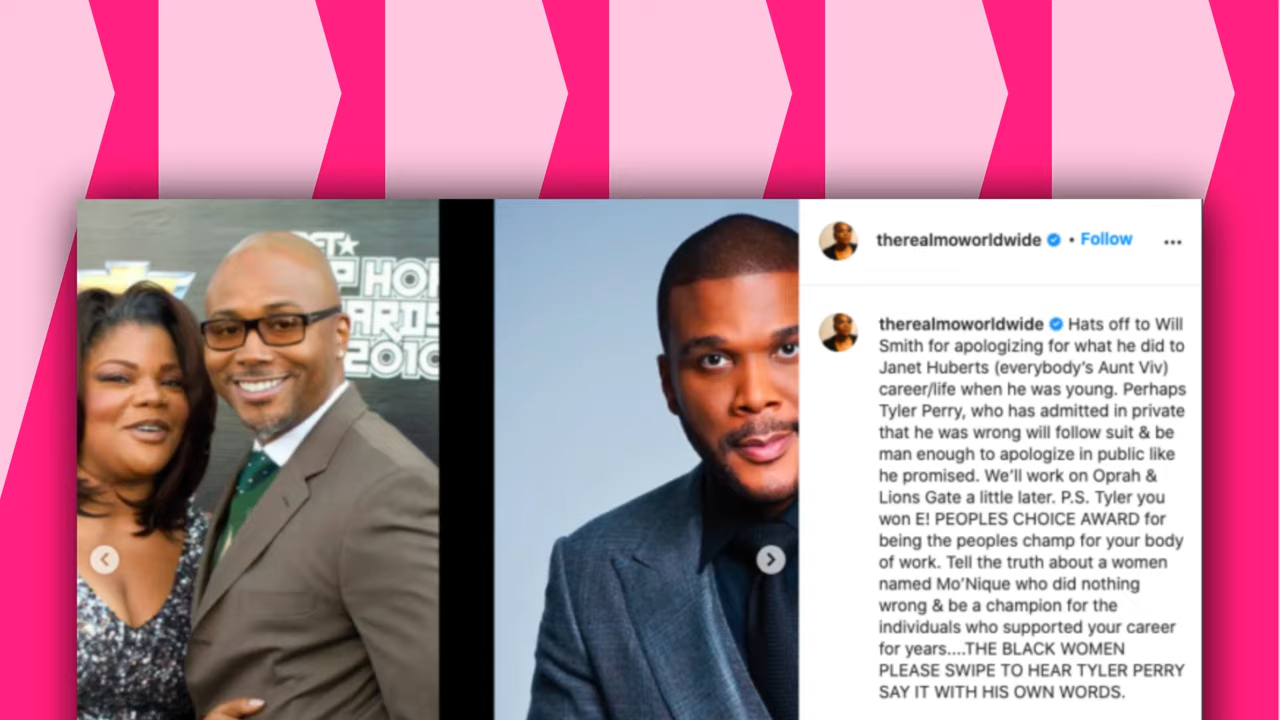 HOP
2010
therealmoworldwide • Follow
therealmoworldwide Hats off to Will
Smith for apologizing for what he did to
Janet Huberts (everybody's Aunt Viv)
career/life when he was young. Perhaps
Tyler Perry, who has admitted in private
that he was wrong will follow suit & be
man enough to apologize in public like
he promised. We'll work on Oprah &
Lions Gate a little later. P.S. Tyler you
won E! PEOPLES CHOICE AWARD for
being the peoples champ for your body
of work. Tell the truth about a women
named Mo'Nique who did nothing
wrong & be a champion for the
individuals who supported your career
for years....THE BLACK WOMEN
PLEASE SWIPE TO HEAR TYLER PERRY
SAY IT WITH HIS OWN WORDS.